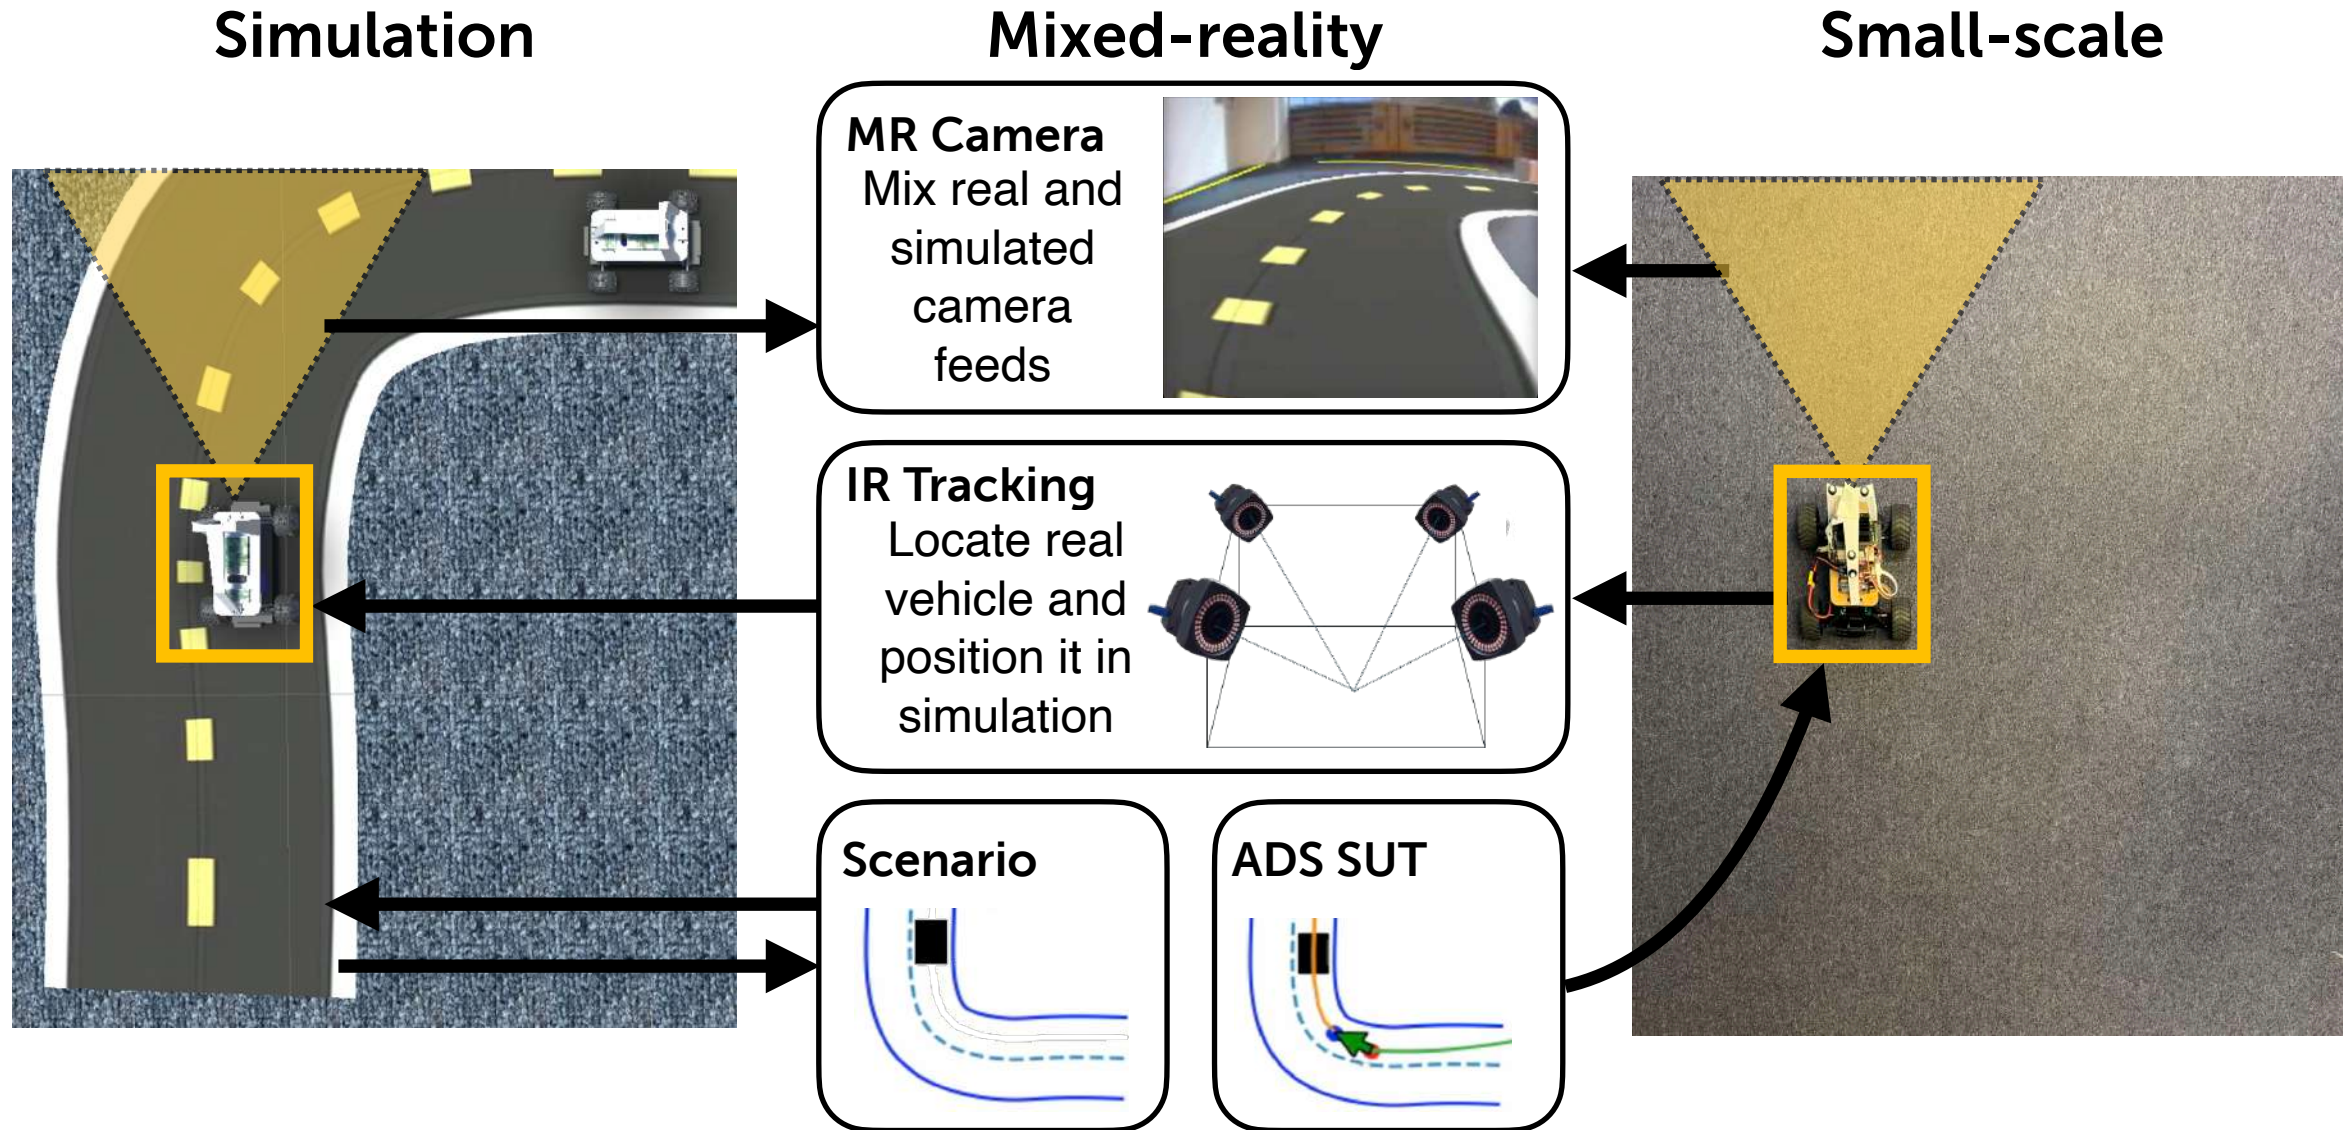 Simulation
Mixed-reality
Small-scale
MR Camera
Mix real and
simulated
camera
feeds
IR Tracking
Locate real
vehicle and
position it in
simulation
Scenario
ADS SUT